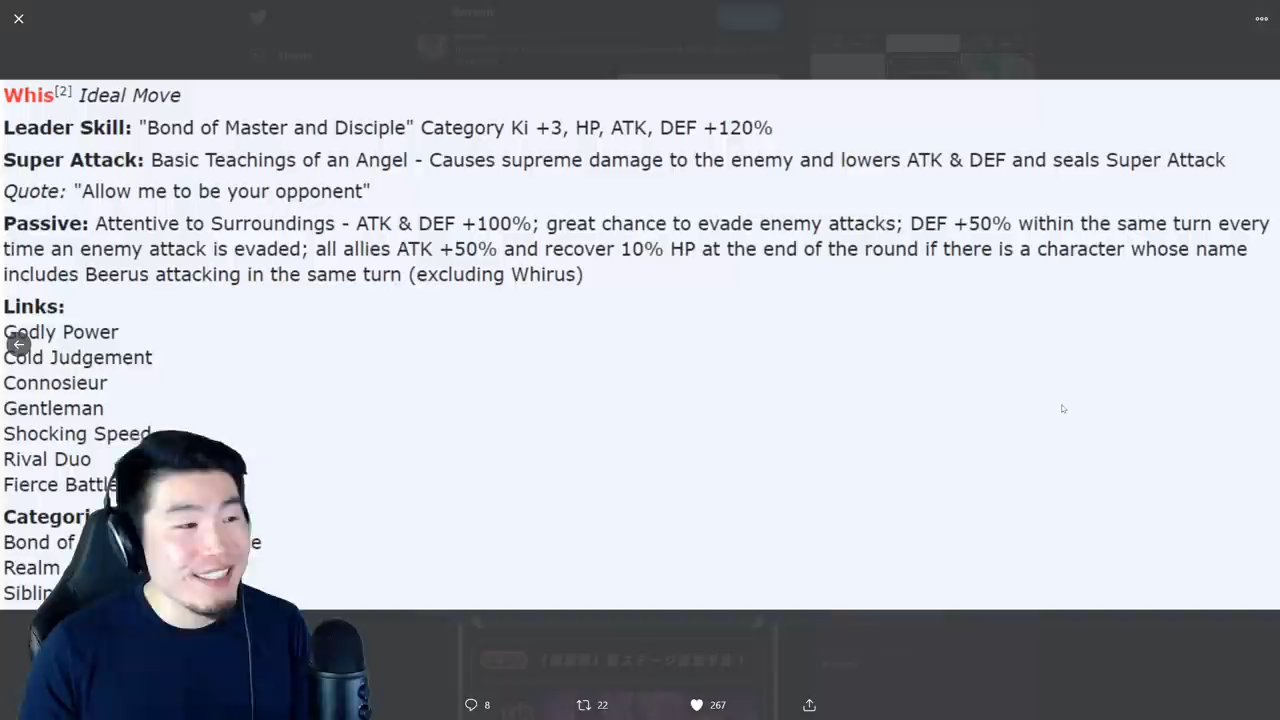 Whis[2] Ideal Move
Leader Skill: "Bond of Master and Disciple" Category Ki +3, HP, ATK, DEF +120%
Super Attack: Basic Teachings of an Angel - Causes supreme damage to the enemy and lowers ATK & DEF and seals Super Attack
Quote: "Allow me to be your opponent"
Passive: Attentive to Surroundings - ATK & DEF +100%; great chance to evade enemy attacks; DEF +50% within the same turn every
time an enemy attack is evaded; all allies ATK +50% and recover 10% HP at the end of the round if there is a character whose name
includes Beerus attacking in the same turn (excluding Whirus)
Links:
Godly Power
Cold Judgement
Connosieur
Gentleman
Shocking Speed
Rival Duo
Fierce Battle
Categori
Bond of
Realm
Siblin
8
22
267